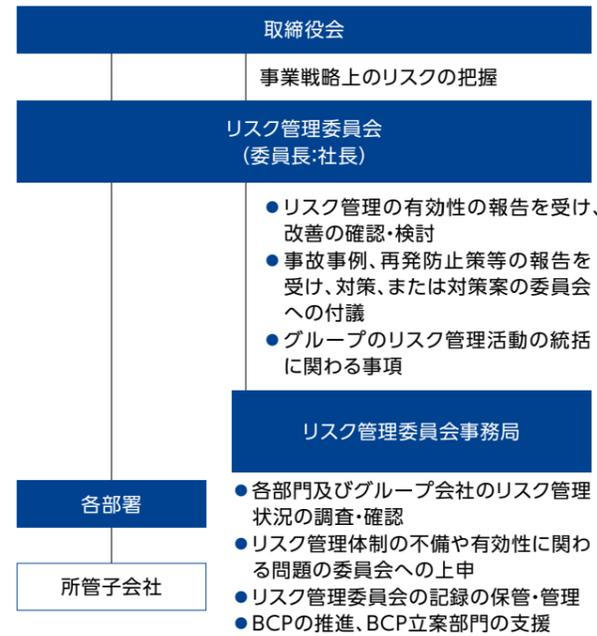 取締役会
事業戦略上のリスクの把握
リスク管理委員会
(委員長:社長)
●リスク管理の有効性の報告を受け、
改善の確認・検討
●事故事例、再発防止策等の報告を
受け、対策、または対策案の委員会
への付議
●グループのリスク管理活動の統括
に関わる事項
リスク管理委員会事務局
●各部門及びグループ会社のリスク管理
状況の調査・確認
●リスク管理体制の不備や有効性に関わ
る問題の委員会への上申
●リスク管理委員会の記録の保管・管理
●BCPの推進、BCP立案部門の支援
各部署
所管子会社